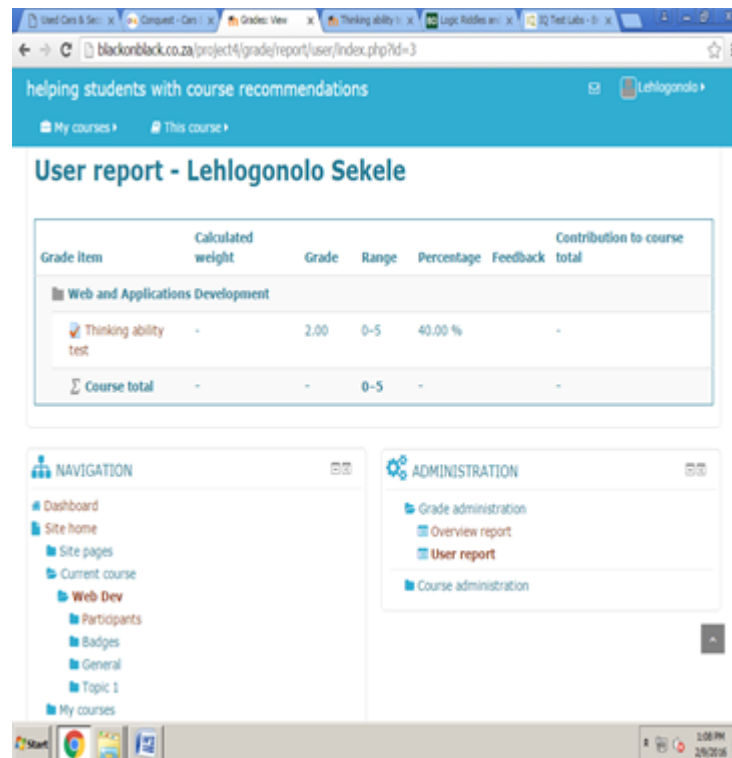 Used Cars & Sec
Conquest - Cars
Grades: View
Thinking ability t
Logic Riddles an
IQ Test Labs -
blackonblack.co.za/project4/grade/report/user/index.php?id=3
helping students with course recommendations
Lehlogonolo
My courses
This course
User report - Lehlogonolo Sekele
Calculated Contribution to course
Grade item weight Grade Range Percentage Feedback total
Web and Applications Development
Thinking ability - 2.00 0-5 40.00 % -
test
∑ Course total - - 0-5 - -
NAVIGATION
Dashboard
Site home
Site pages
Current course
Web Dev
Participants
Badges
General
Topic 1
My courses
ADMINISTRATION
Grade administration
Overview report
User report
Course administration
Start
1:08 PM
2/9/2016